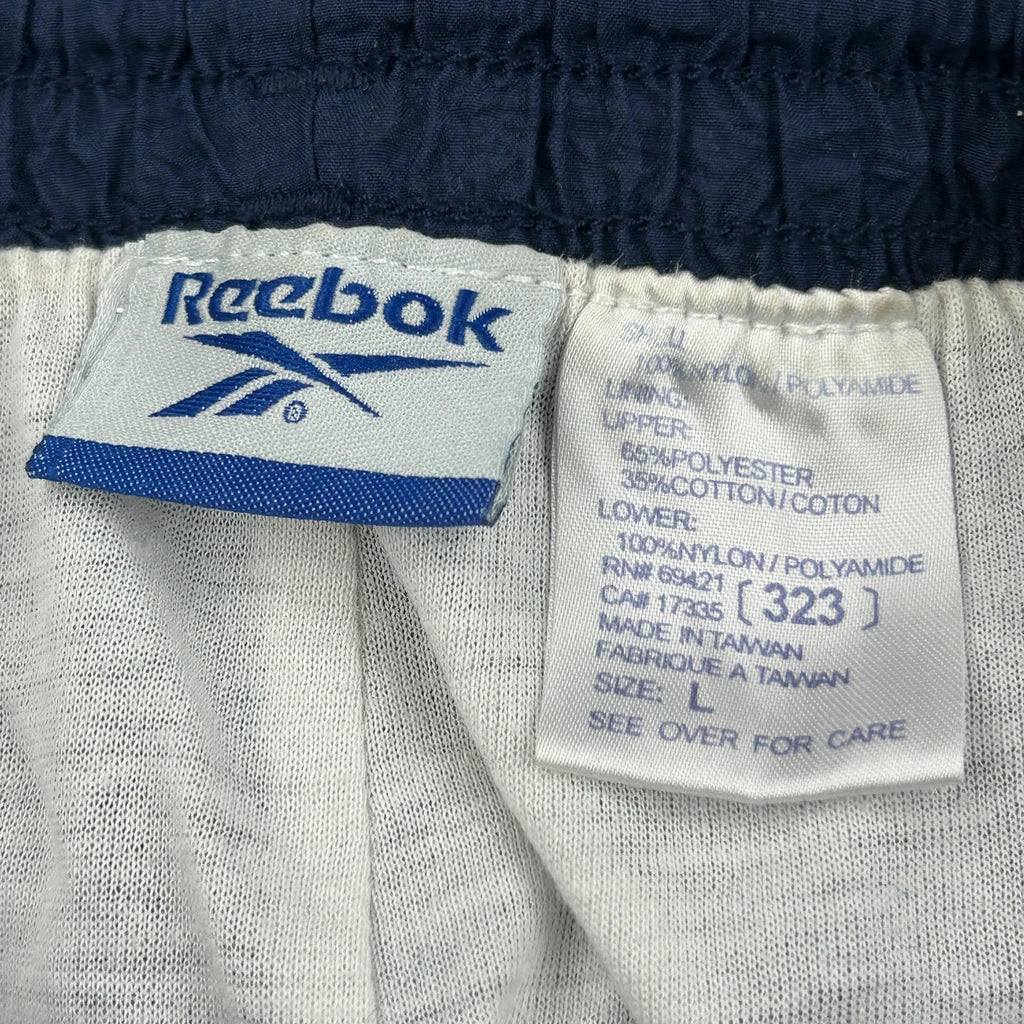 Reebok
®
100%NYLON/POLYAMIDE
LINING:
UPPER:
65%POLYESTER
35%COTTON/COTON
LOWER:
100%NYLON/POLYAMIDE
RN# 69421
CA# 17335 [323]
MADE IN TAIWAN
FABRIQUE A TAIWAN
SIZE: L
SEE OVER FOR CARE